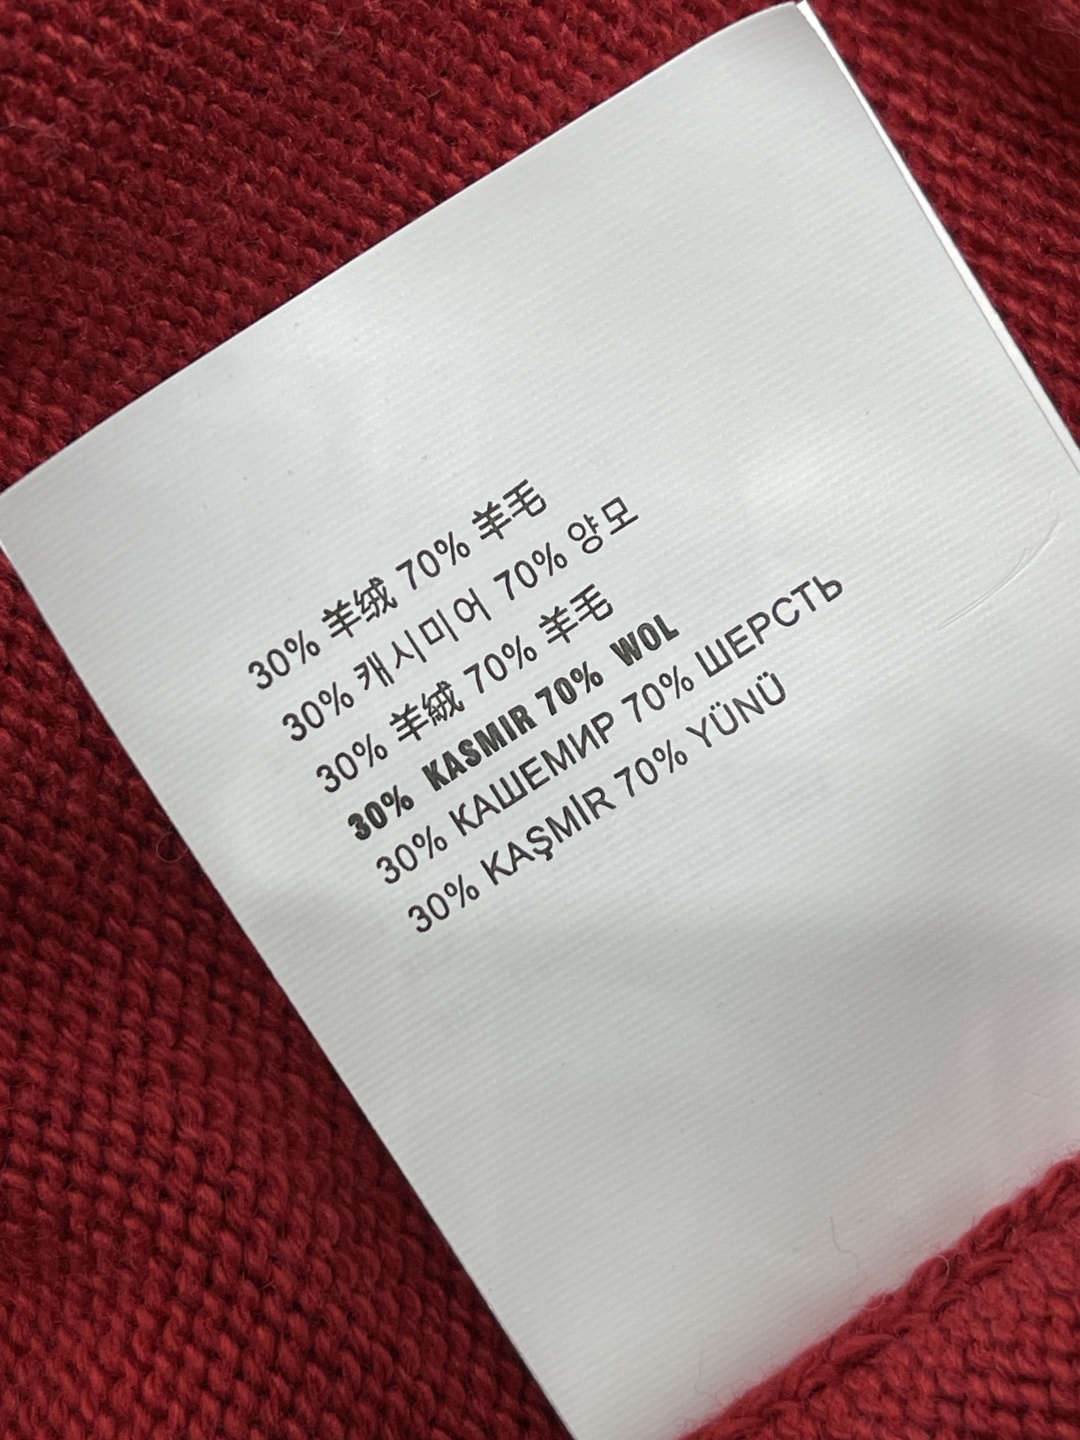 30% 羊绒 70% 羊毛
30% 캐시미어 70% 양모
30% 羊絨 70% 羊毛
30% KASMIR 70% WOL
30% КАШЕМИР 70% ШЕРСТЬ
30% KAŞMİR 70% YÜNÜ